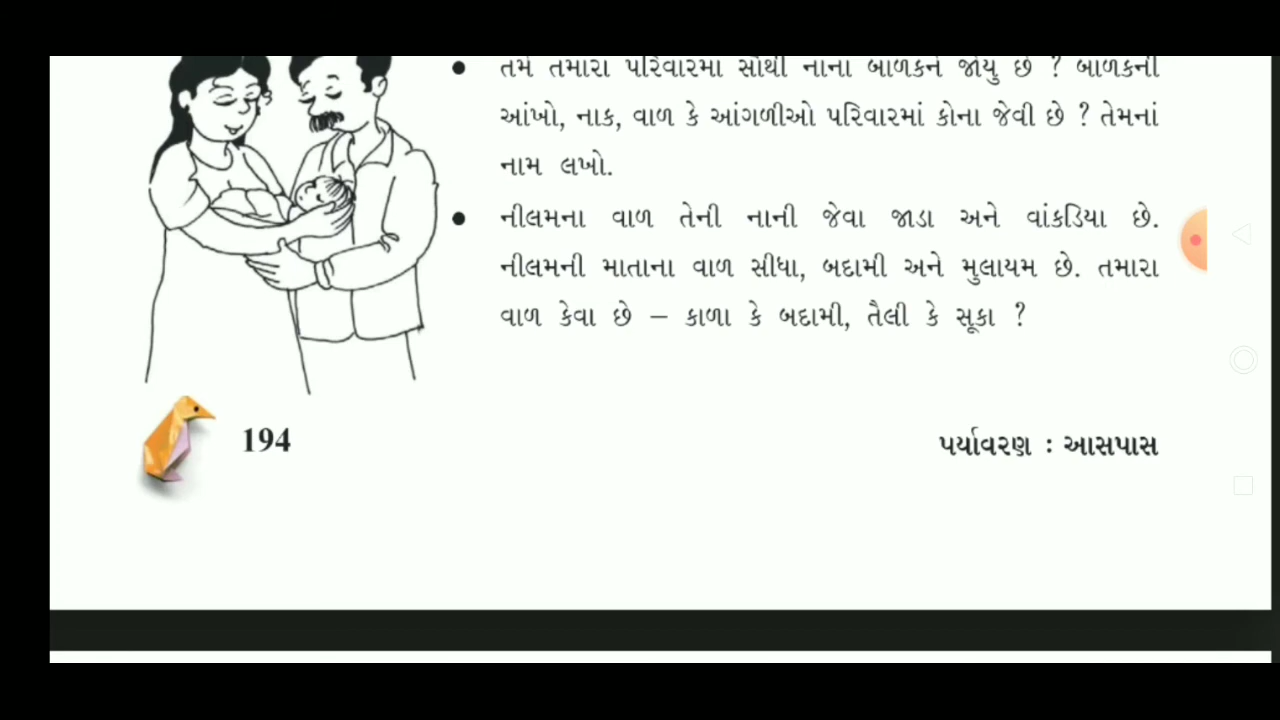 તમે તમારા પરિવારમાં સૌથી નાના બાળકને જોયું છે ? બાળકની
આંખો, નાક, વાળ કે આંગળીઓ પરિવારમાં કોના જેવી છે ? તેમનાં
નામ લખો.
નીલમના વાળ તેની નાની જેવા જાડા અને વાંકડિયા છે.
નીલમની માતાના વાળ સીધા, બદામી અને મુલાયમ છે. તમારા
વાળ કેવા છે – કાળા કે બદામી, તૈલી કે સૂકા ?
194
પર્યાવરણ : આસપાસ